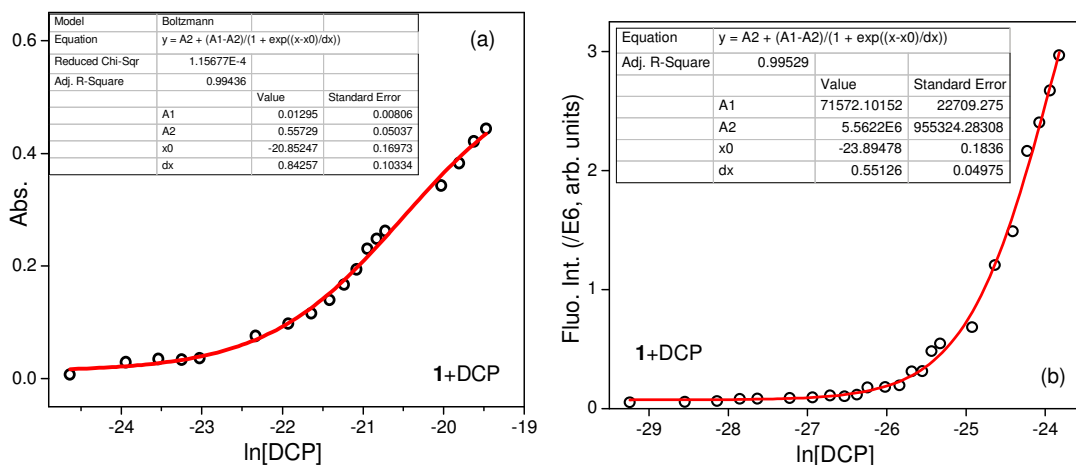 (a)
Model Boltzmann
Equation y = A2 + (A1-A2)/(1 + exp((x-x0)/dx))
Reduced Chi-Sqr 1.15677E-4
Adj. R-Square 0.99436
Value Standard Error
A1 0.01295 0.00806
A2 0.55729 0.05037
x0 -20.85247 0.16973
dx 0.84257 0.10334
0.6
0.4
0.2
0.0
Abs.
1+DCP
-24 -23 -22 -21 -20 -19
ln[DCP]
Equation y = A2 + (A1-A2)/(1 + exp((x-x0)/dx))
Adj. R-Square 0.99529
Value Standard Error
A1 71572.10152 22709.275
A2 5.5622E6 955324.28308
x0 -23.89478 0.1836
dx 0.55126 0.04975
3
2
1
0
Fluo. Int. (/E6, arb. units)
1+DCP
(b)
-29 -28 -27 -26 -25 -24
ln[DCP]